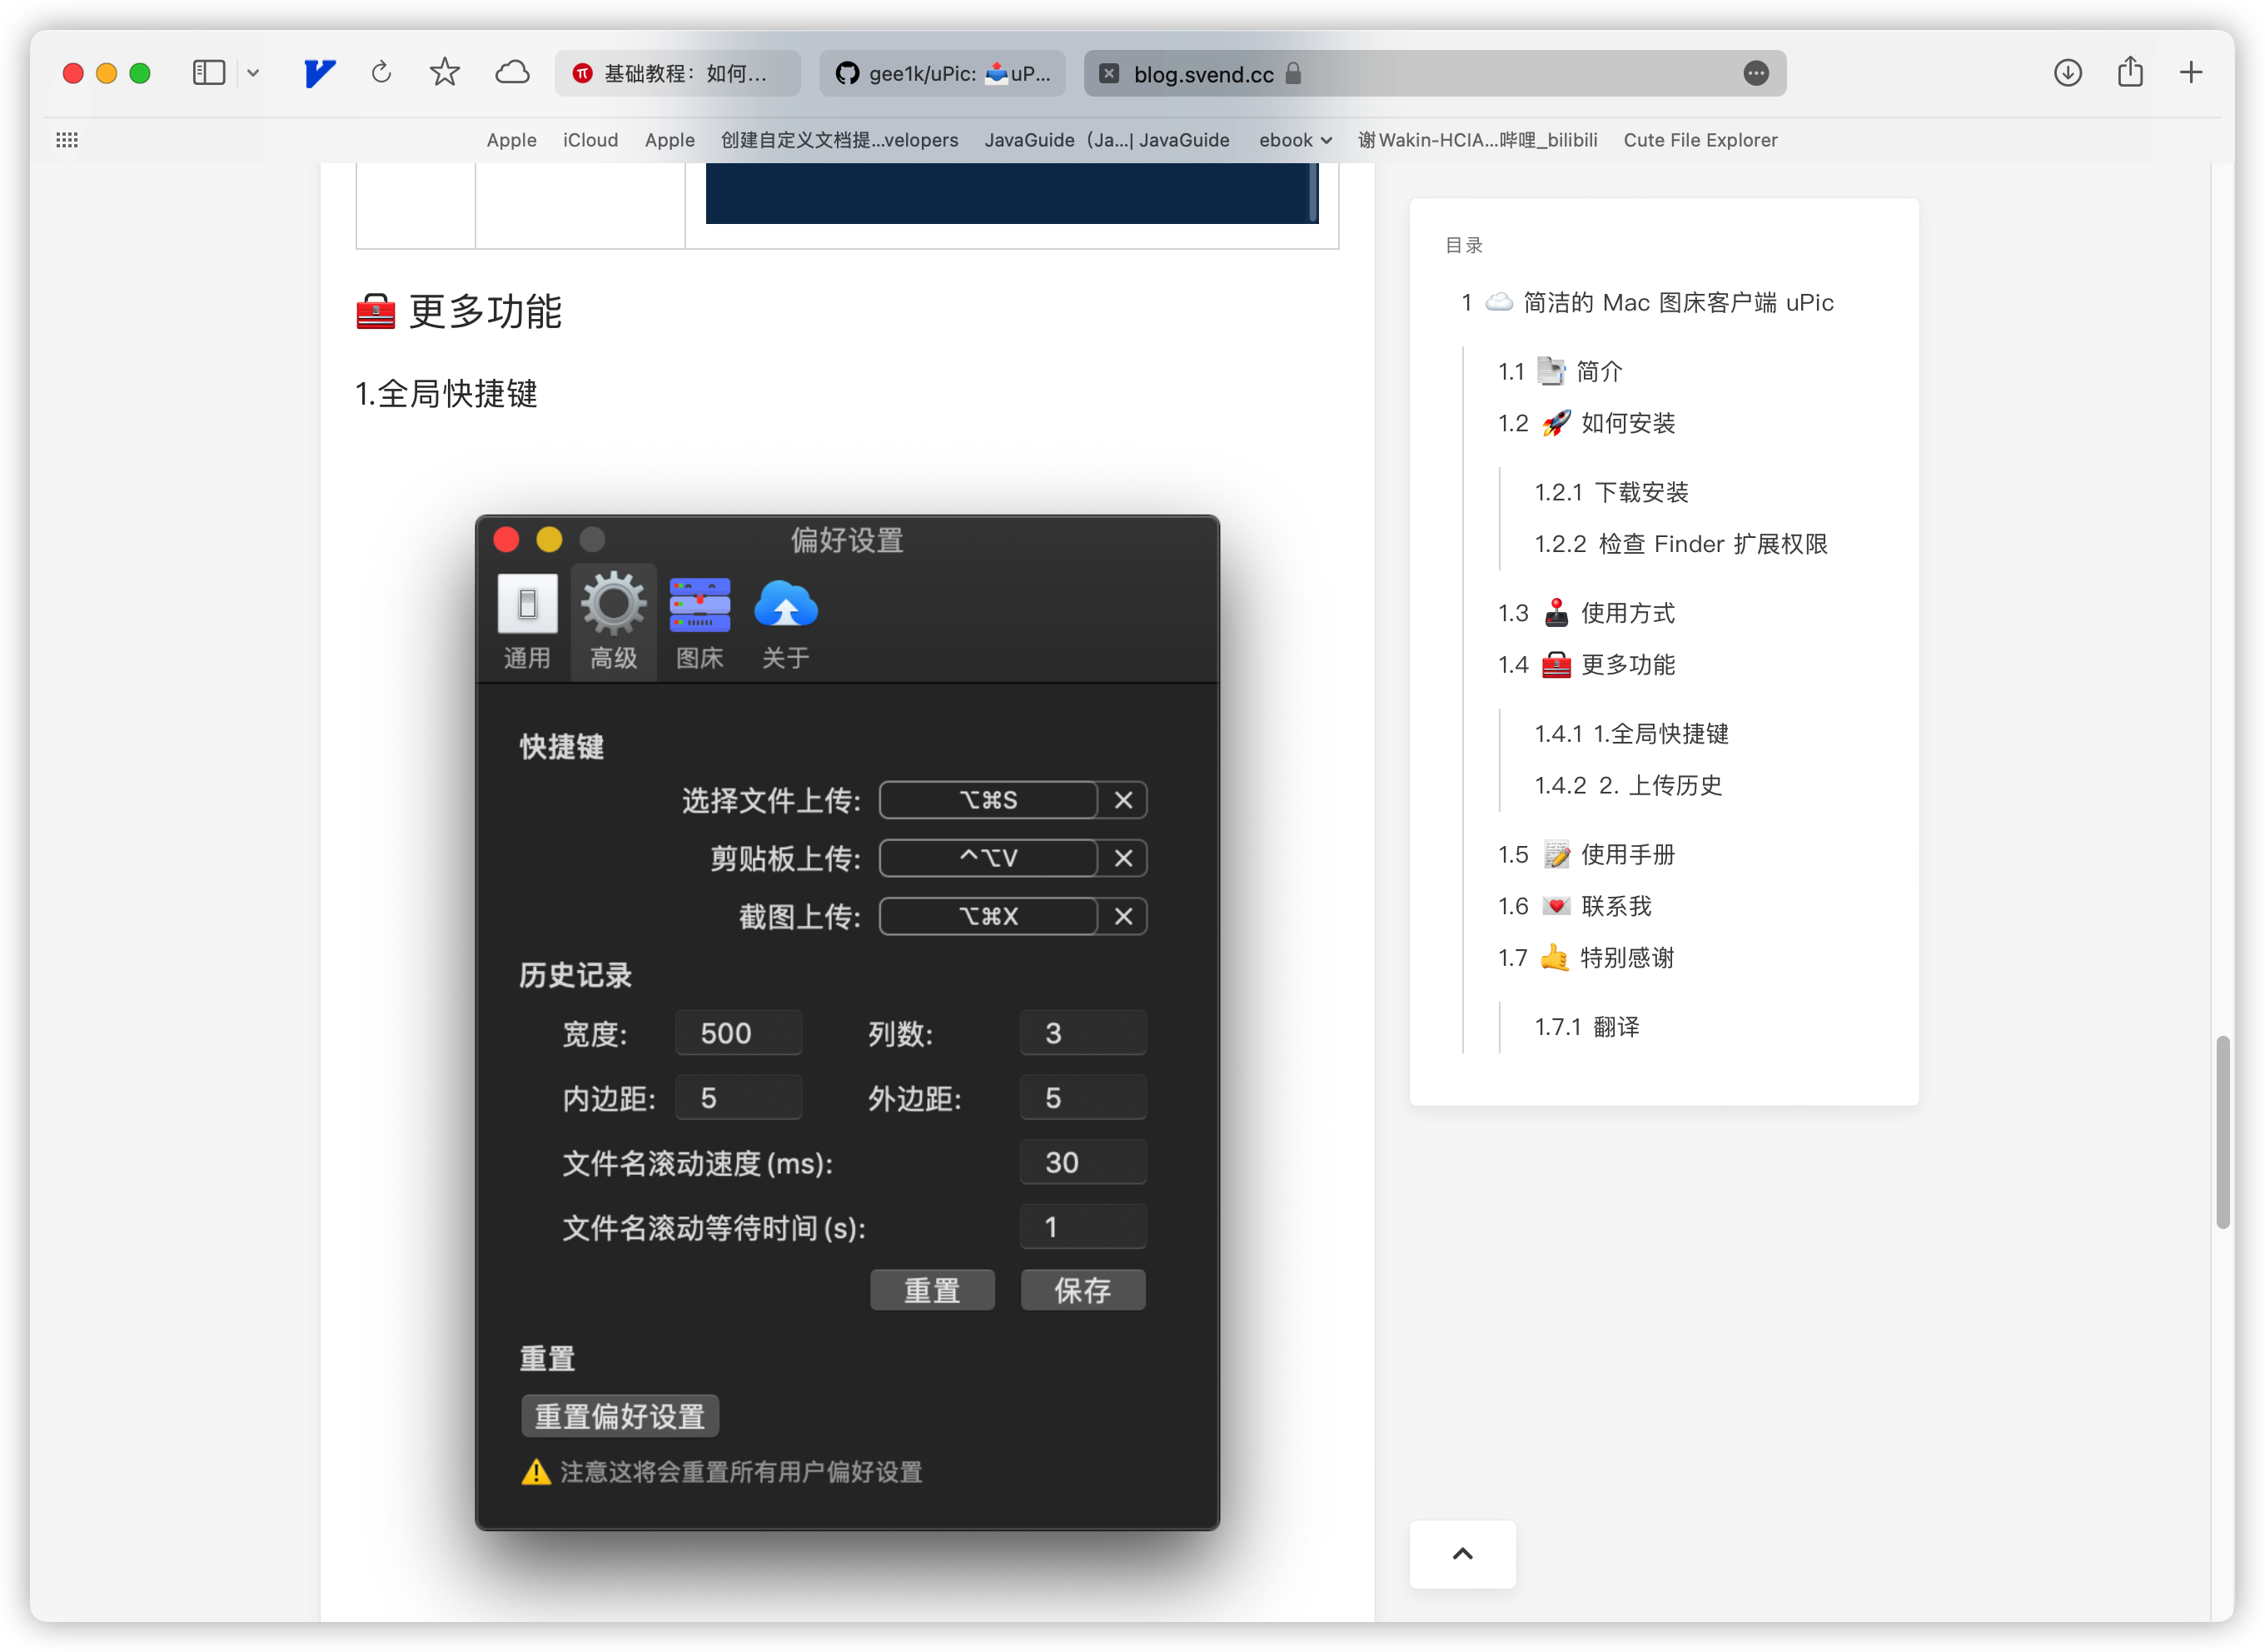 基础教程：如何...
gee1k/uPic: 📤uP...
blog.svend.cc
Apple
iCloud
Apple
创建自定义文档提...velopers
JavaGuide（Ja...| JavaGuide
ebook
谢Wakin-HCIA...哔哩_bilibili
Cute File Explorer
🧰 更多功能
1.全局快捷键
偏好设置
通用
高级
图床
关于
快捷键
选择文件上传: ⌥⌘S
剪贴板上传: ^⌥V
截图上传: ⌥⌘X
历史记录
宽度: 500 列数: 3
内边距: 5 外边距: 5
文件名滚动速度(ms): 30
文件名滚动等待时间(s): 1
重置 保存
重置
重置偏好设置
⚠️ 注意这将会重置所有用户偏好设置
目录
1 ☁️ 简洁的 Mac 图床客户端 uPic
1.1 📑 简介
1.2 🚀 如何安装
1.2.1 下载安装
1.2.2 检查 Finder 扩展权限
1.3 🕹 使用方式
1.4 🧰 更多功能
1.4.1 1.全局快捷键
1.4.2 2. 上传历史
1.5 📝 使用手册
1.6 💌 联系我
1.7 🤙 特别感谢
1.7.1 翻译